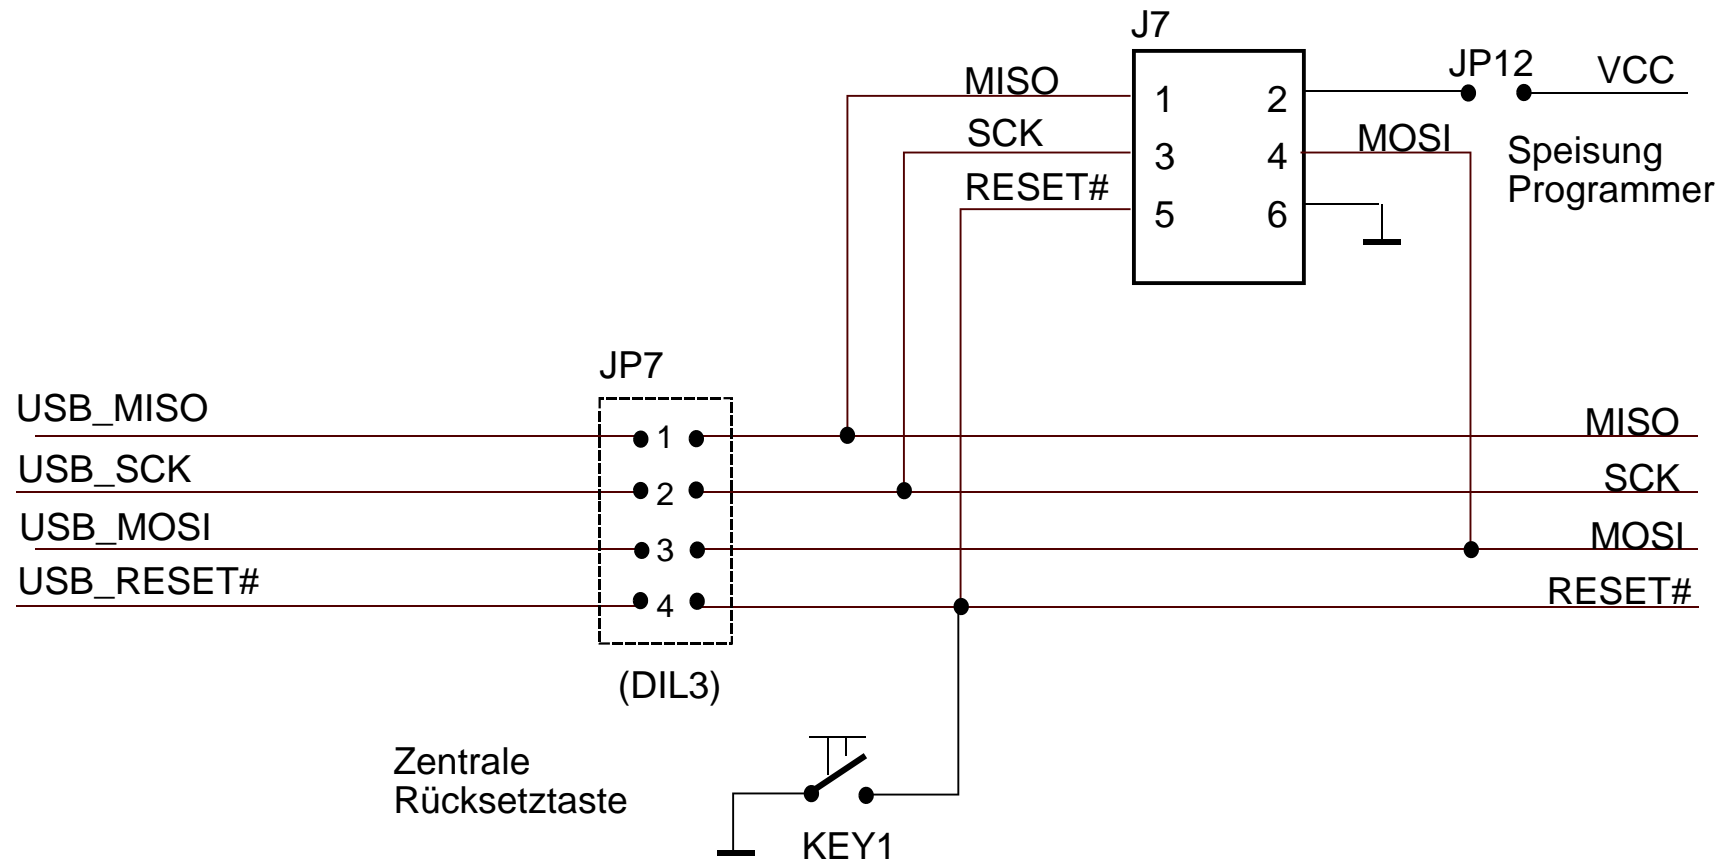 J7
JP12
VCC
MISO
1
2
SCK
MOSI
3
4
Speisung
Programmer
RESET#
5
6
JP7
USB_MISO
1
MISO
USB_SCK
2
SCK
USB_MOSI
3
MOSI
USB_RESET#
4
RESET#
(DIL3)
Zentrale
Rücksetztaste
KEY1